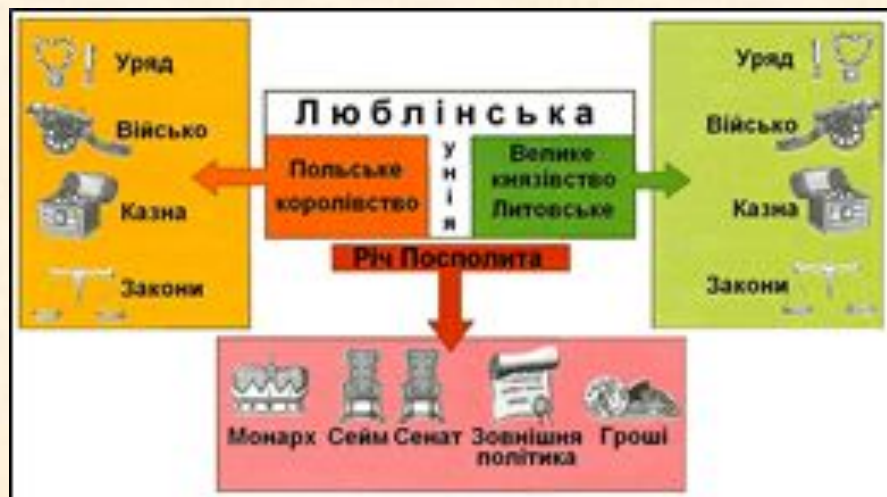 Люблінська
Унія
Польське
королівство
Велике
князівство
Литовське
Річ Посполита
Уряд
Військо
Казна
Закони
Уряд
Військо
Казна
Закони
Монарх
Сейм
Сенат
Зовнішня
політика
Гроші